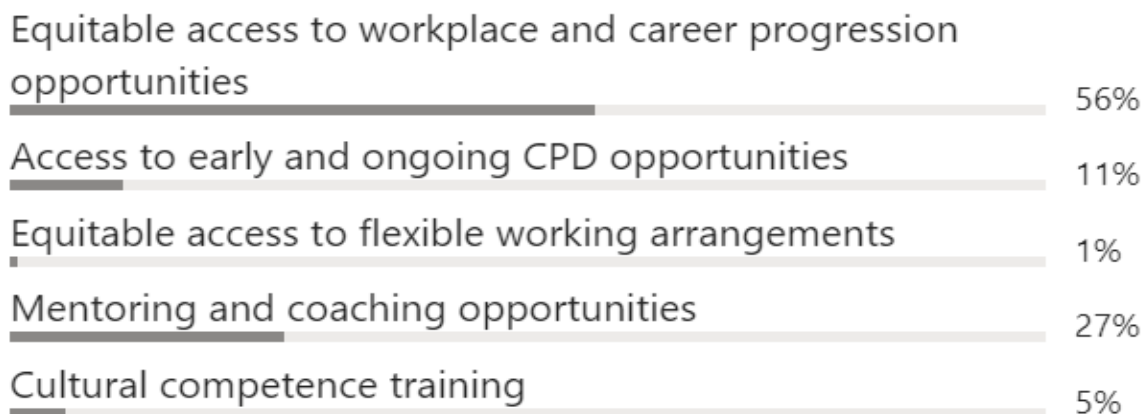 Equitable access to workplace and career progression
opportunities
56%
Access to early and ongoing CPD opportunities
11%
Equitable access to flexible working arrangements
1%
Mentoring and coaching opportunities
27%
Cultural competence training
5%